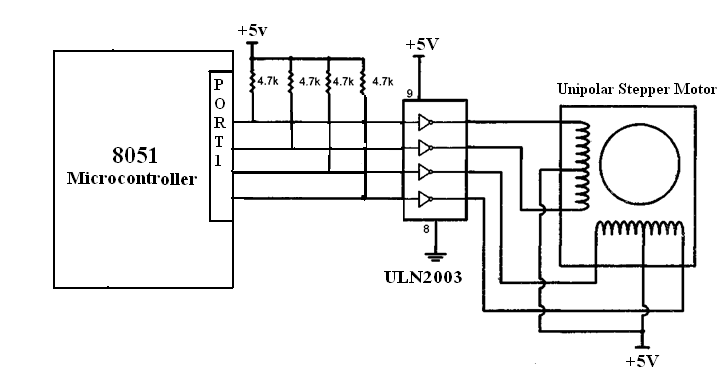 +5v
+5V
4.7k 4.7k 4.7k 4.7k
Unipolar Stepper Motor
9
PORT1
8051
Microcontroller
8
ULN2003
+5V